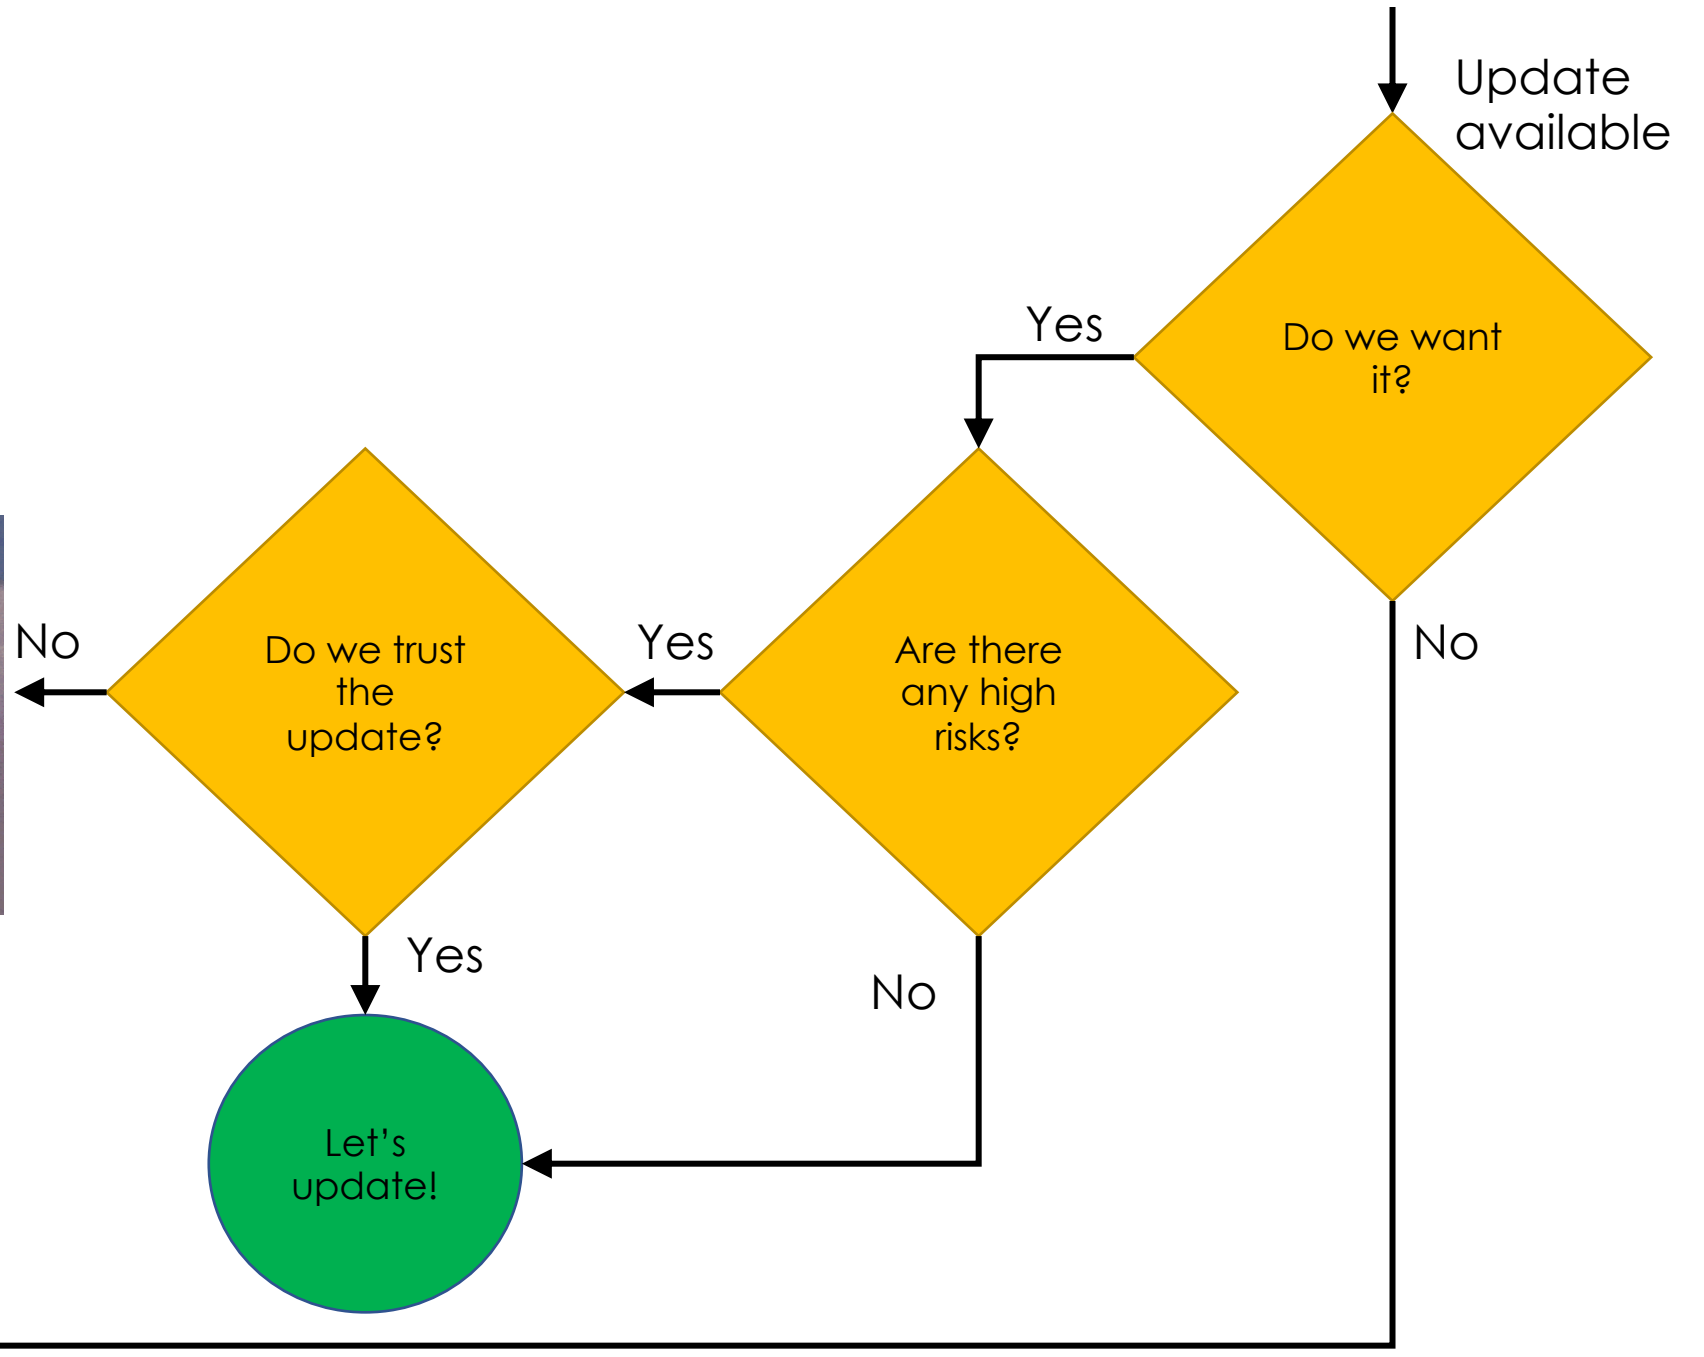 Update
available
Do we want
it?
Yes
No
Are there
any high
risks?
Yes
No
Do we trust
the
update?
No
Yes
Let’s
update!